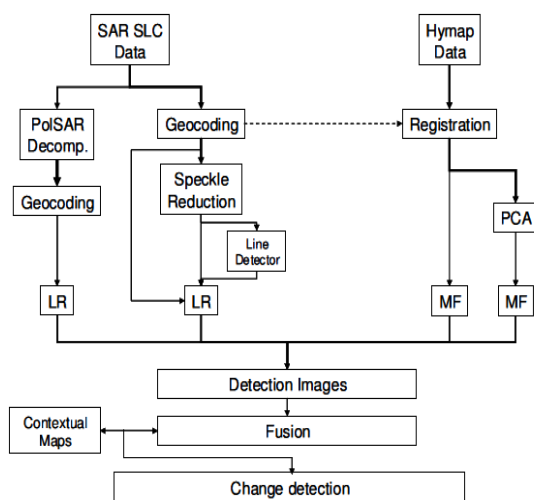 SAR SLC
Data
Hymap
Data
PolSAR
Decomp.
Geocoding
Registration
Speckle
Reduction
Geocoding
PCA
Line
Detector
LR
LR
MF
MF
Detection Images
Contextual
Maps
Fusion
Change detection